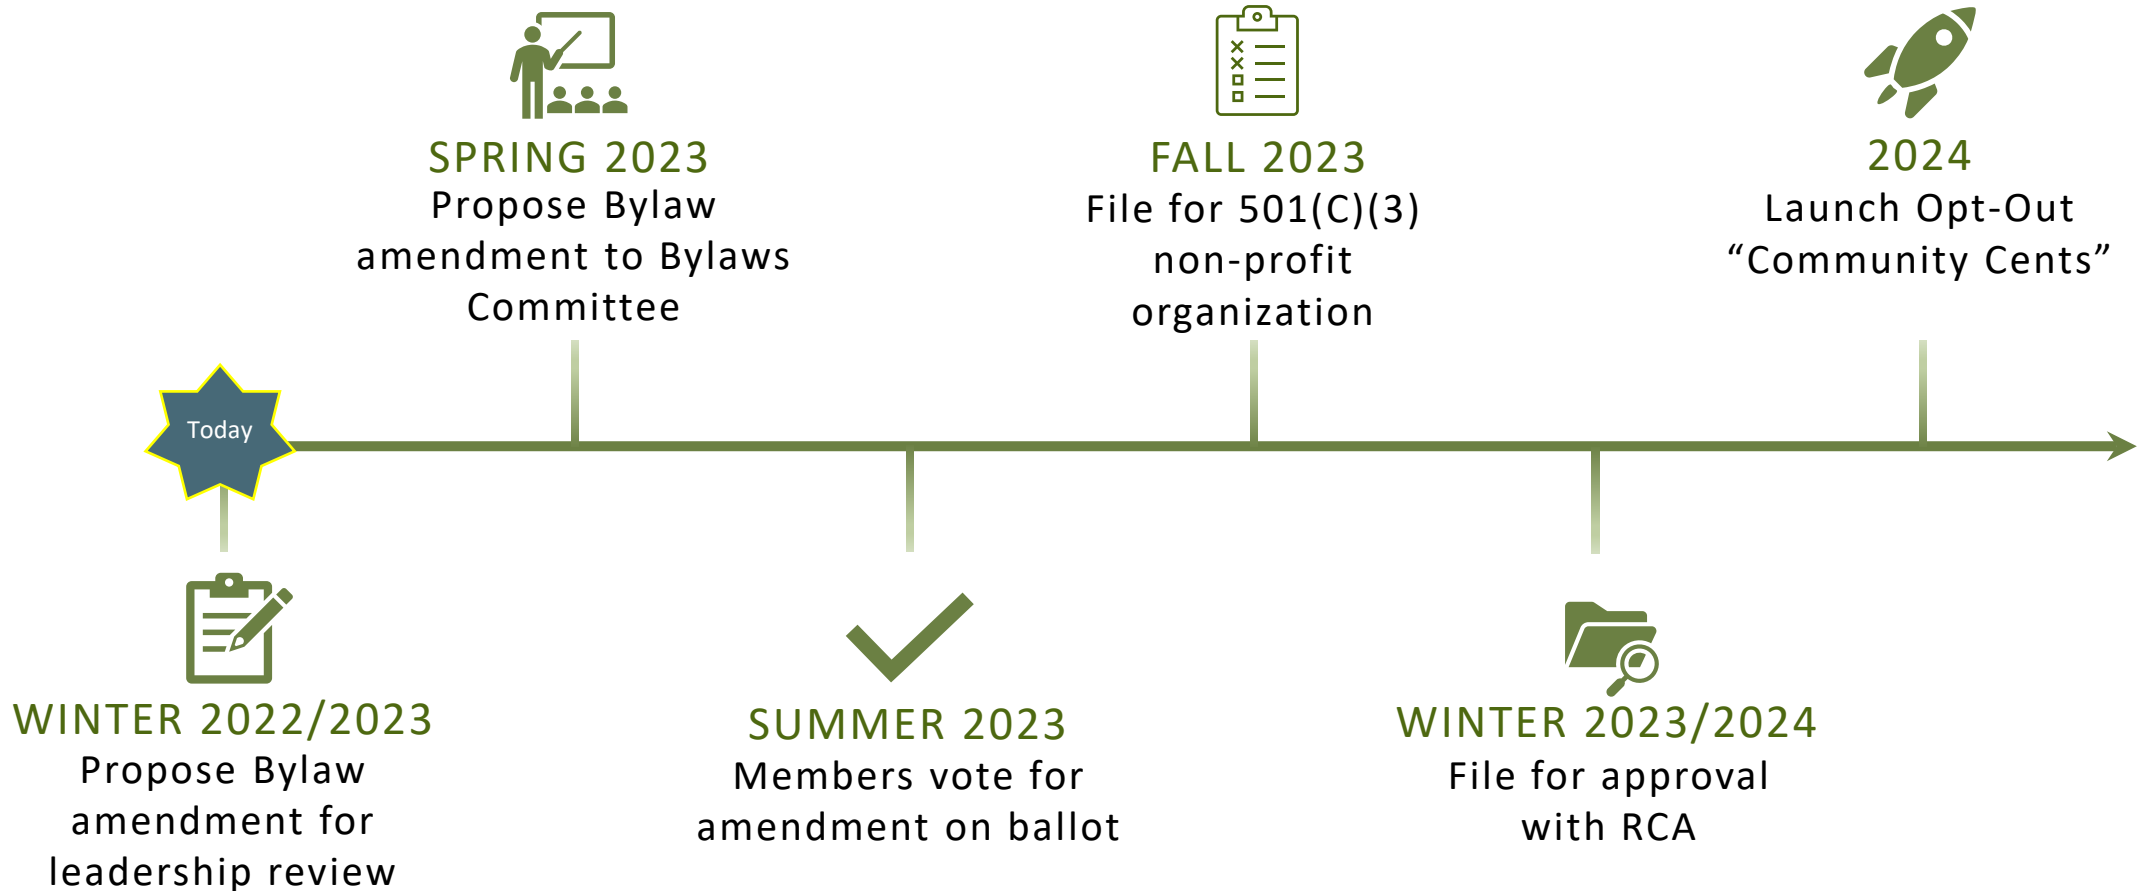 SPRING 2023
Propose Bylaw
amendment to Bylaws
Committee
FALL 2023
File for 501(C)(3)
non-profit
organization
2024
Launch Opt-Out
“Community Cents”
Today
WINTER 2022/2023
Propose Bylaw
amendment for
leadership review
SUMMER 2023
Members vote for
amendment on ballot
WINTER 2023/2024
File for approval
with RCA